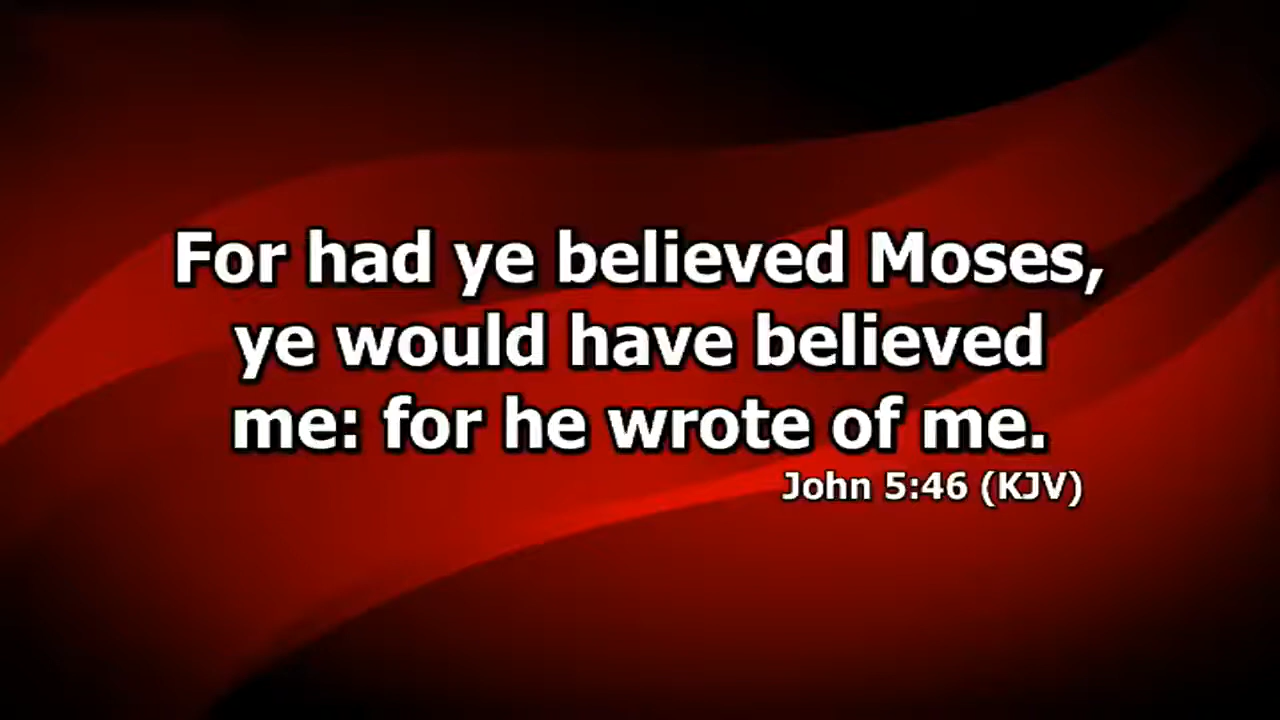 For had ye believed Moses,
ye would have believed
me: for he wrote of me.
John 5:46 (KJV)